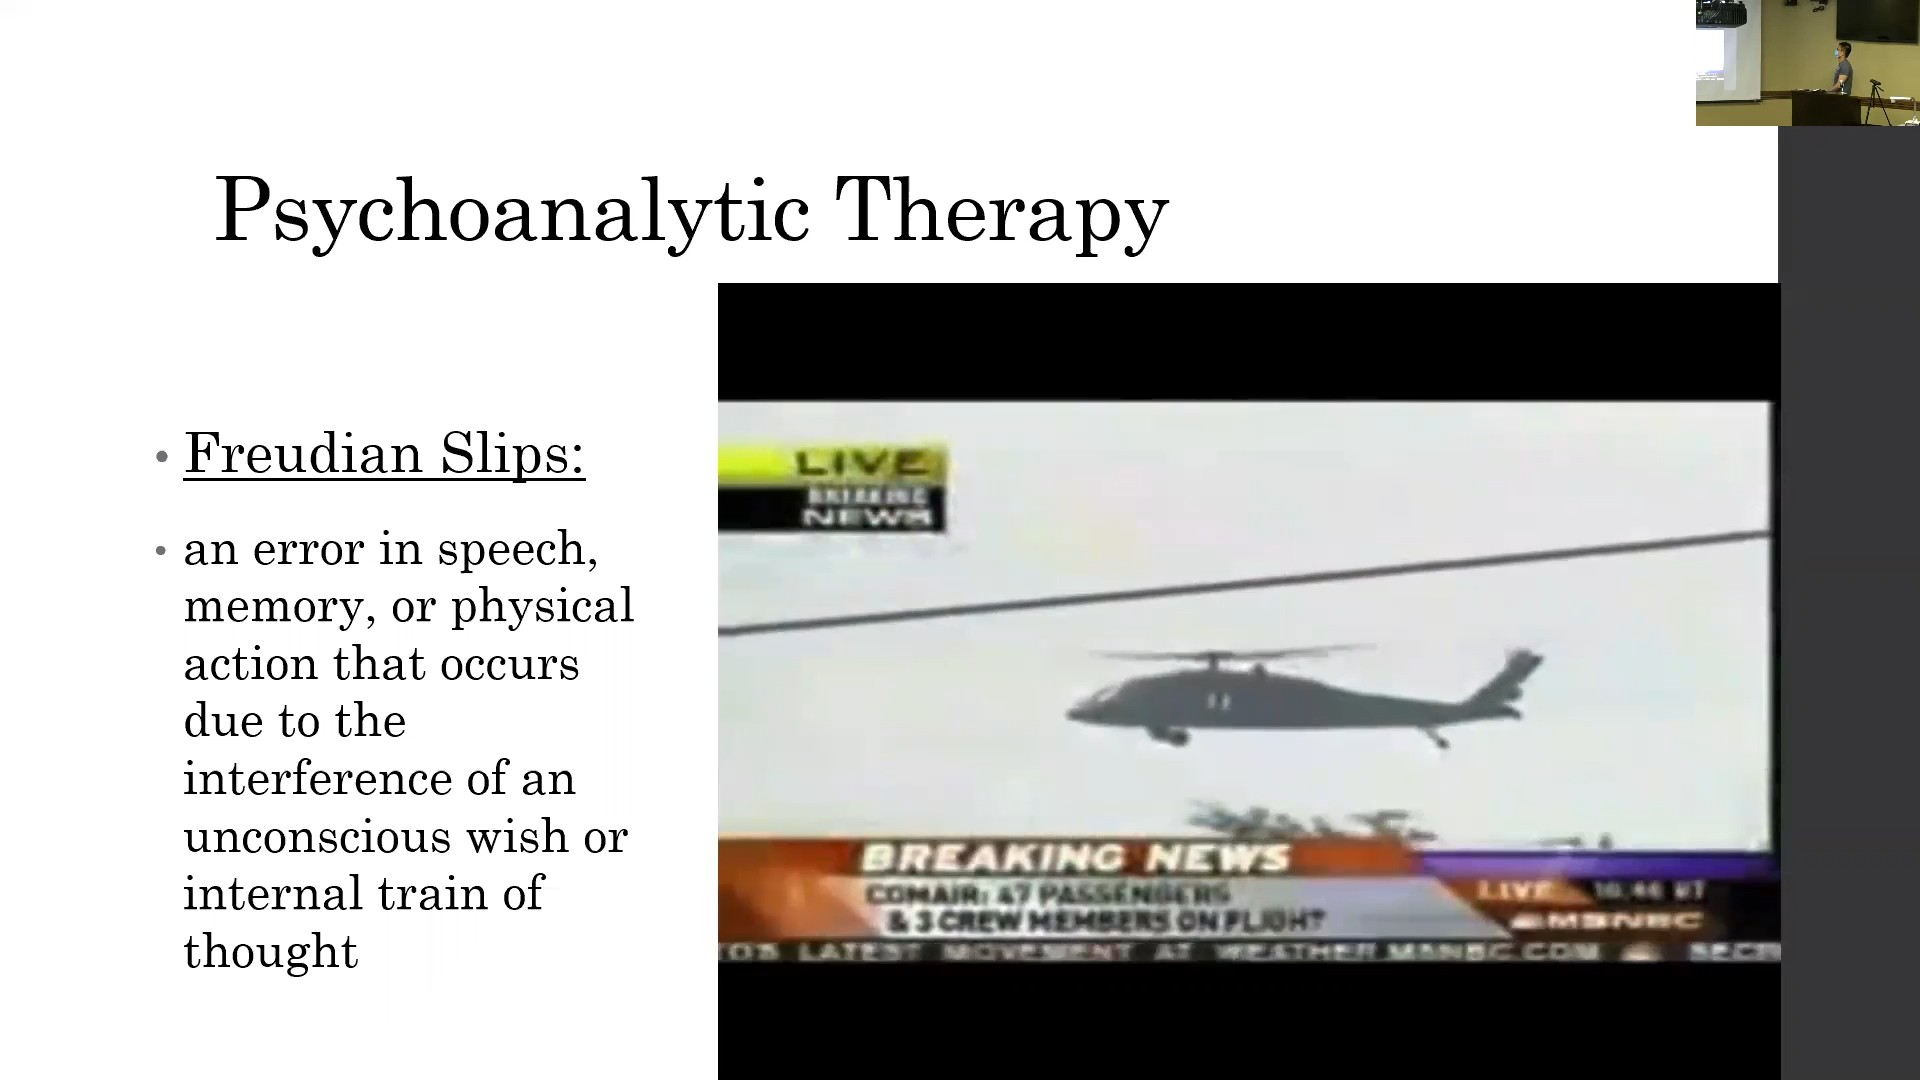 Psychoanalytic Therapy
• Freudian Slips:
• an error in speech,
memory, or physical
action that occurs
due to the
interference of an
unconscious wish or
internal train of
thought
LIVE
BREAKING
NEWS
BREAKING NEWS
COMAIR: 47 PASSENGERS
& 3 CREW MEMBERS ON FLIGHT
LIVE
MSNBC
LATEST MOVEMENT AT WEATHER.MSNBC.COM